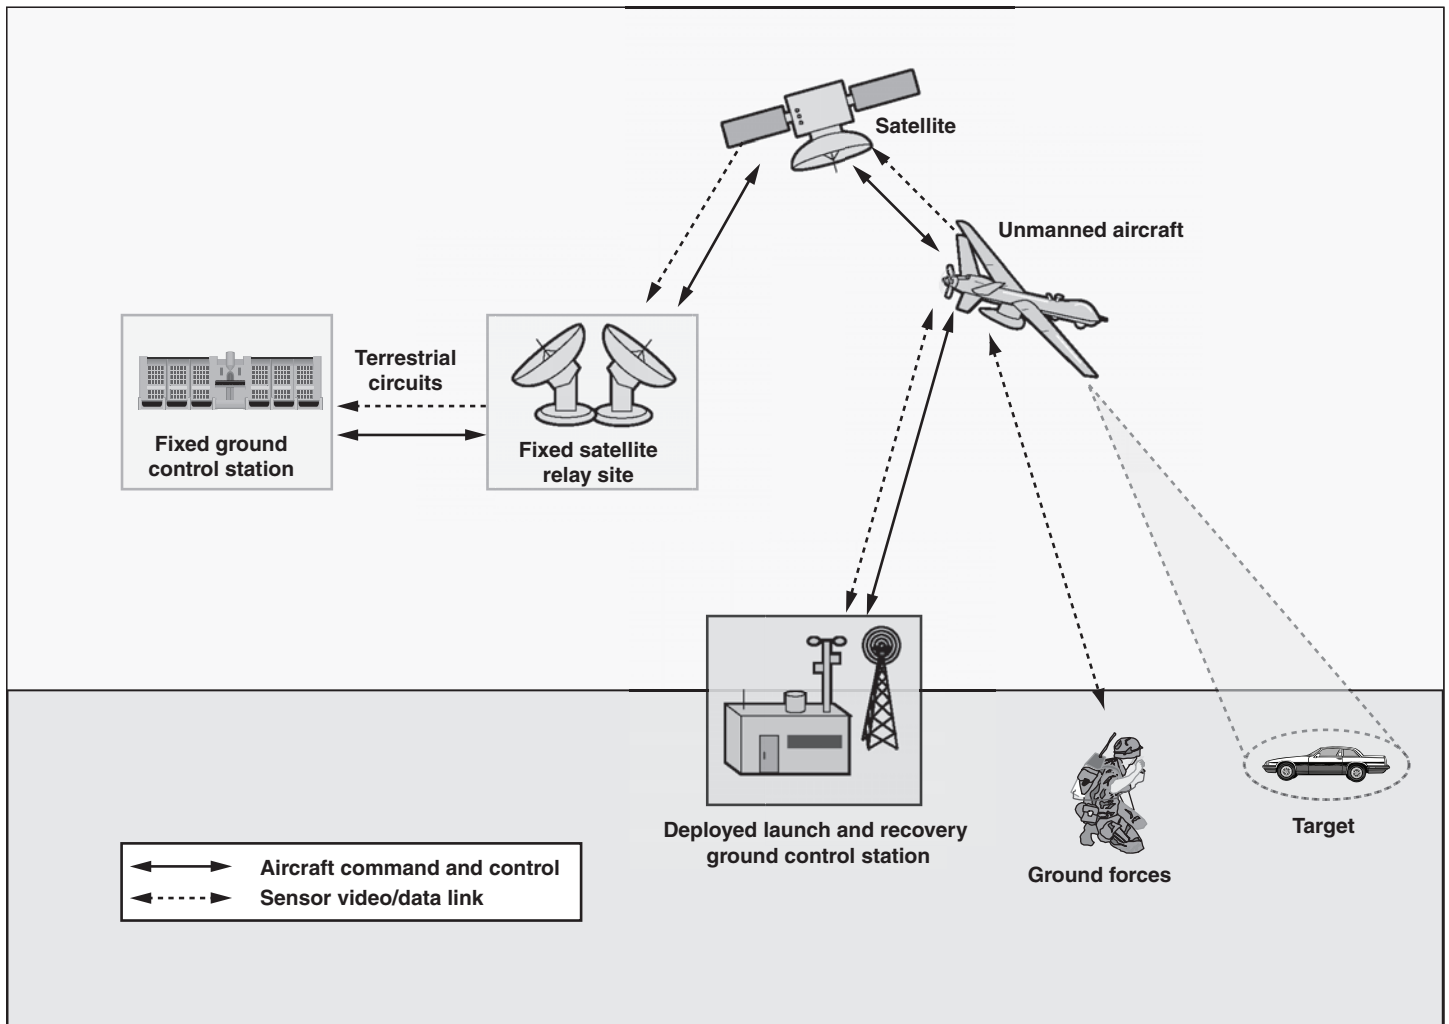 Satellite
Unmanned aircraft
Terrestrial
circuits
Fixed ground
control station
Fixed satellite
relay site
Deployed launch and recovery
ground control station
Ground forces
Target
Aircraft command and control
Sensor video/data link